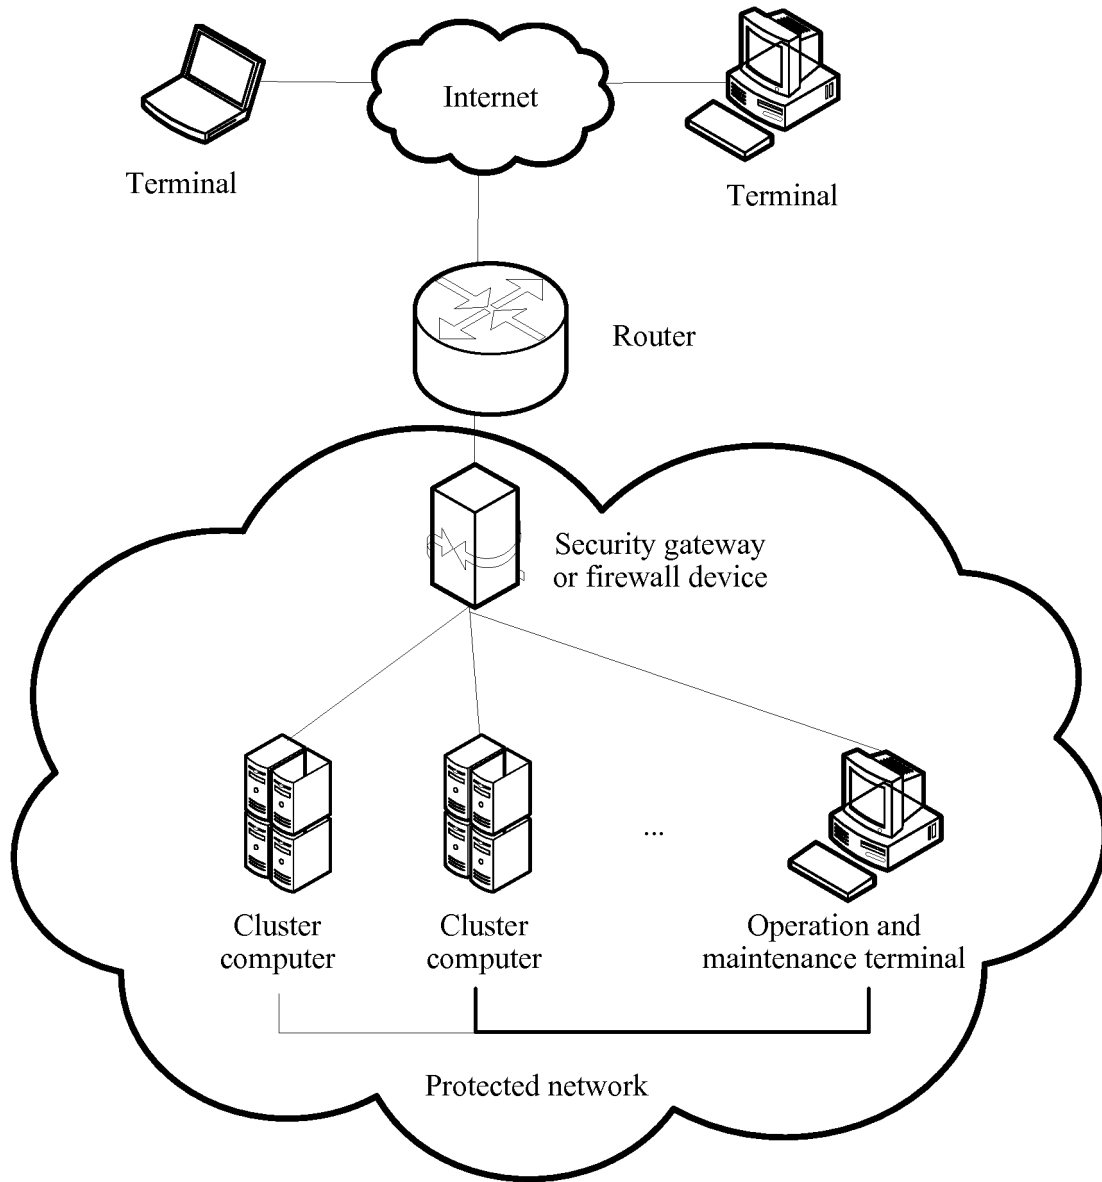 Internet
Terminal
Terminal
Router
Security gateway
or firewall device
...
Cluster
computer
Cluster
computer
Operation and
maintenance terminal
Protected network